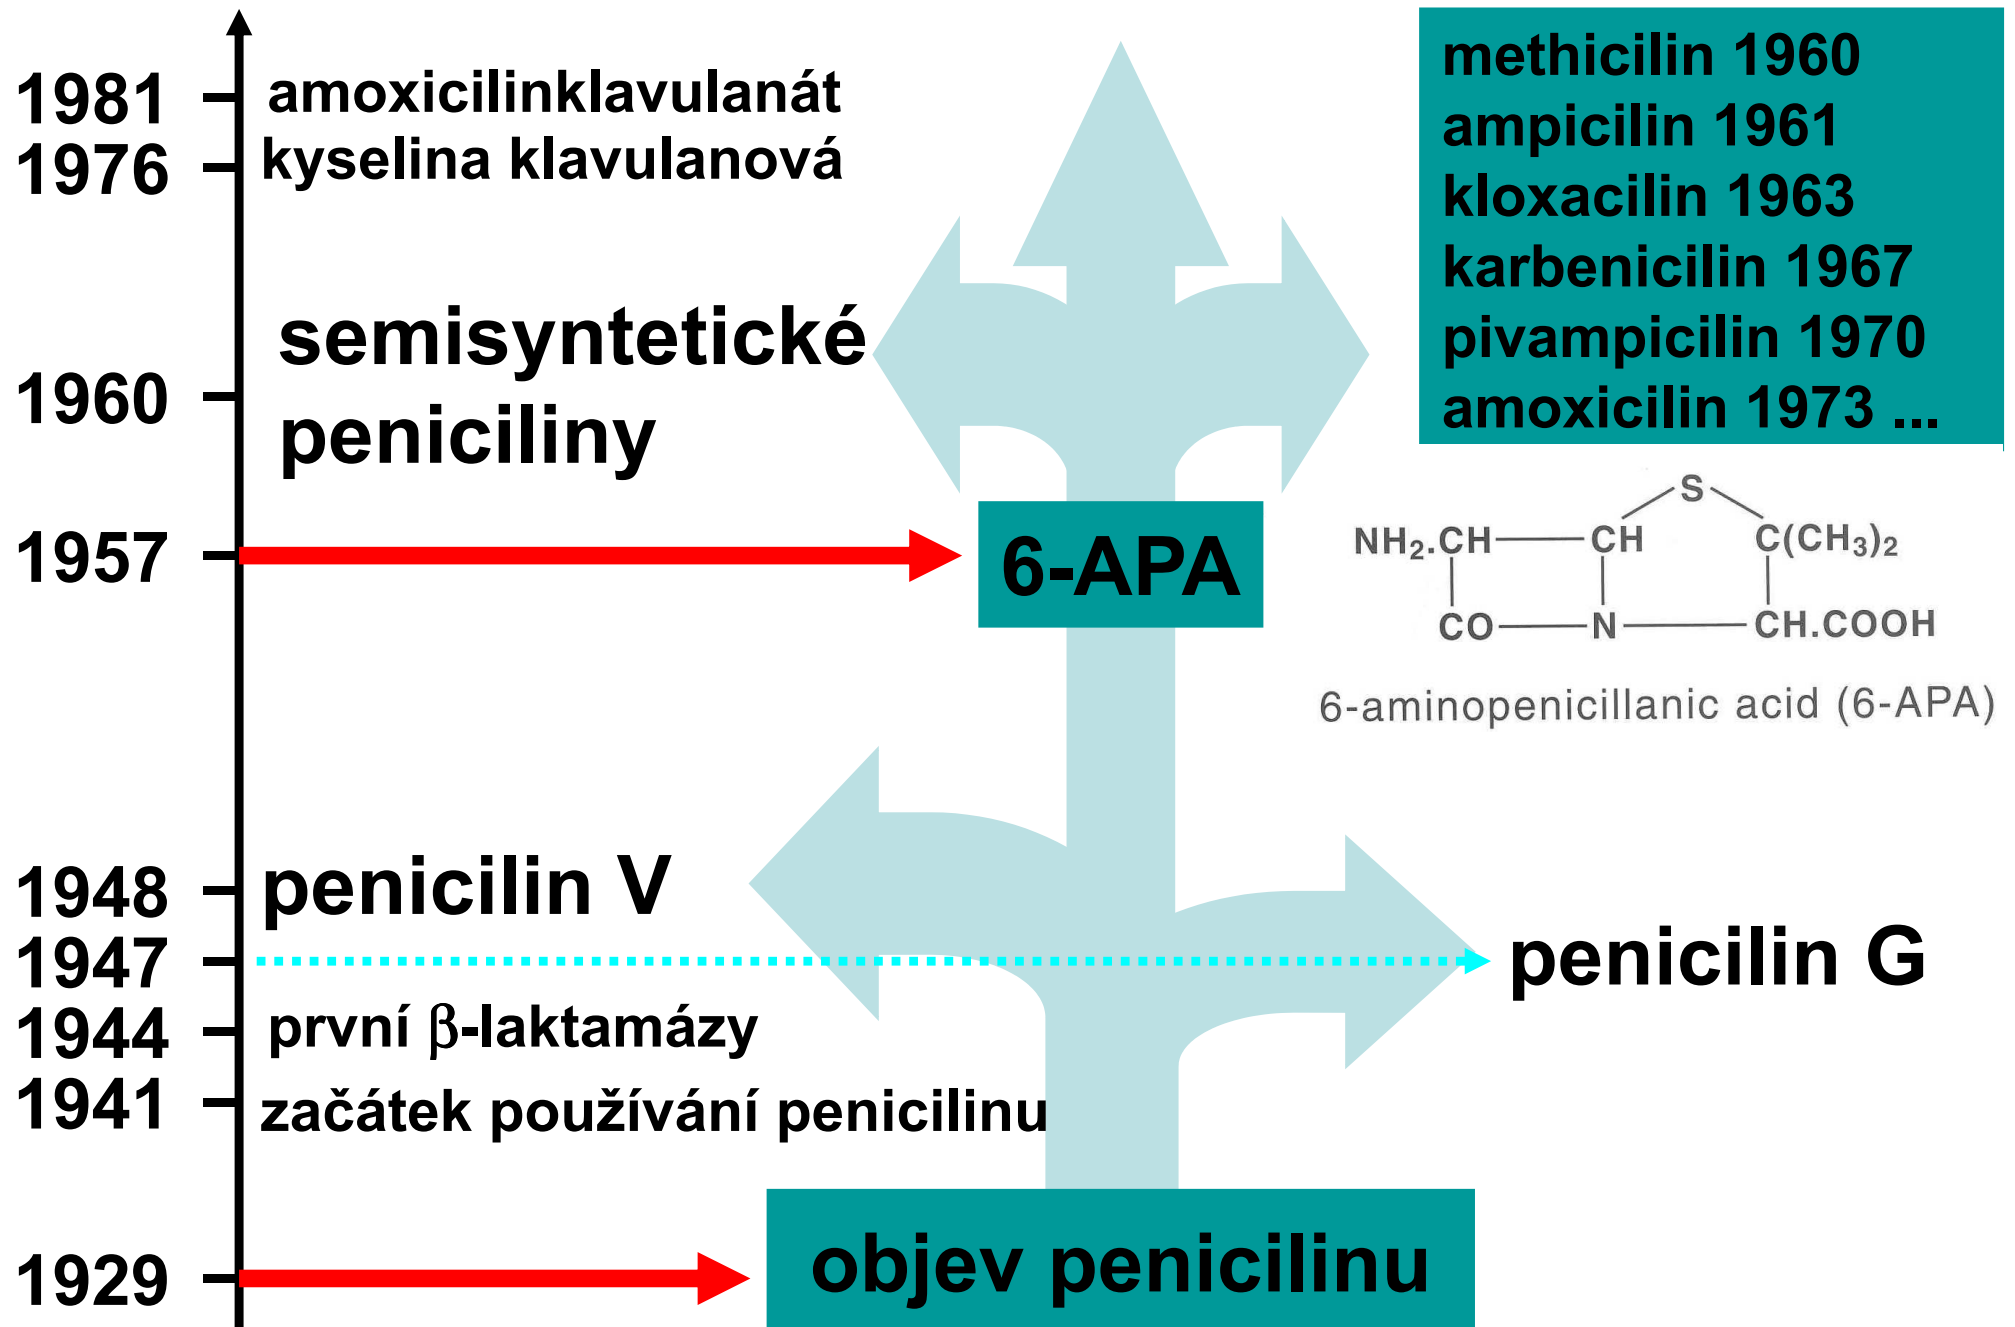 1981 amoxicilinklavulanát
1976 kyselina klavulanová
semisyntetické
1960
peniciliny
1957
6-APA
1948 penicilin V
1947 penicilin G
1944 první β-laktamázy
1941 začátek používání penicilinu
1929 objev penicilinu
methicilin 1960
ampicilin 1961
kloxacilin 1963
karbenicilin 1967
pivampicilin 1970
amoxicilin 1973 ...
S
NH₂.CH CH C(CH₃)₂
CO N CH.COOH
6-aminopenicillanic acid (6-APA)